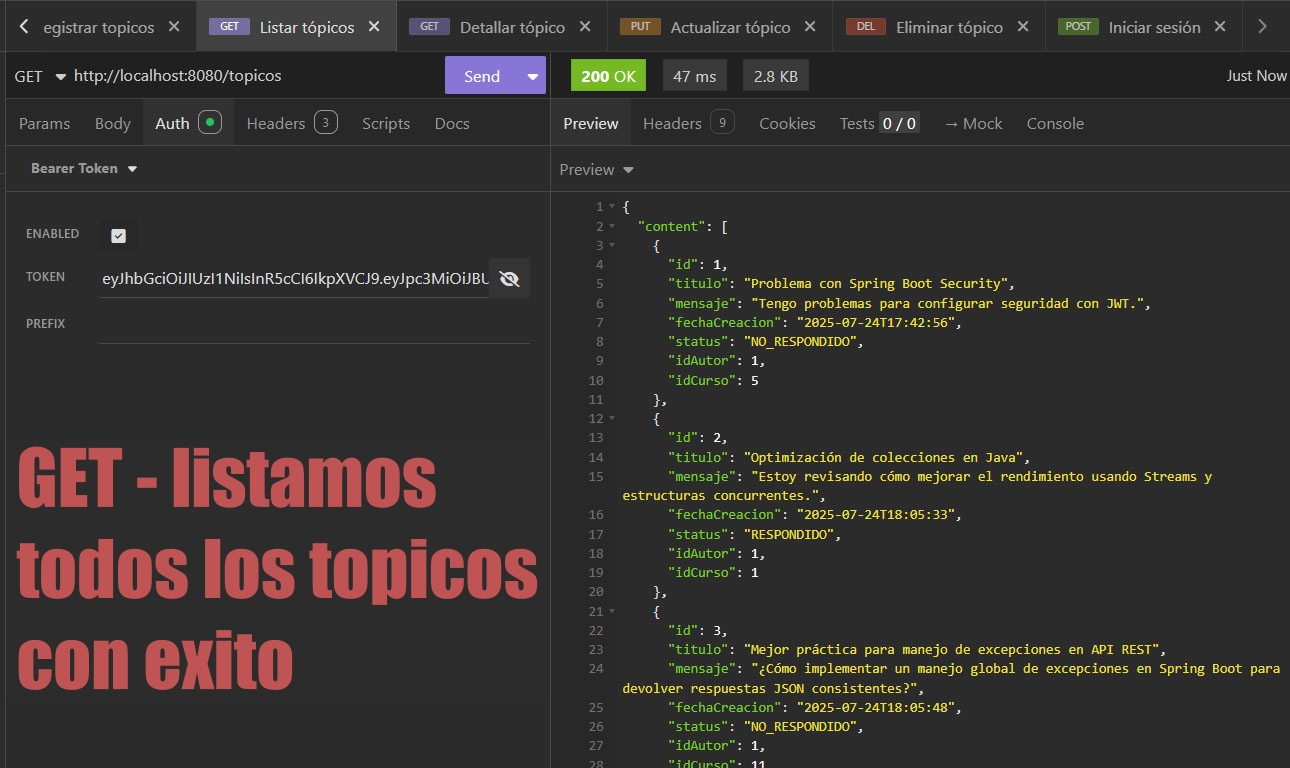 egistrar topicos
GET Listar tópicos
GET Detallar tópico
PUT Actualizar tópico
DEL Eliminar tópico
POST Iniciar sesión
GET http://localhost:8080/topicos
Send
200 OK 47 ms 2.8 KB
Just Now
Params Body Auth Headers 3 Scripts Docs
Preview Headers 9 Cookies Tests 0 / 0 → Mock Console
Bearer Token
Preview
ENABLED
TOKEN eyJhbGciOiJIUzI1NiIsInR5cCI6IkpXVCJ9.eyJpc3MiOiJBU
PREFIX
GET - listamos
todos los topicos
con exito
1 {
2 "content": [
3 {
4 "id": 1,
5 "titulo": "Problema con Spring Boot Security",
6 "mensaje": "Tengo problemas para configurar seguridad con JWT.",
7 "fechaCreacion": "2025-07-24T17:42:56",
8 "status": "NO_RESPONDIDO",
9 "idAutor": 1,
10 "idCurso": 5
11 },
12 {
13 "id": 2,
14 "titulo": "Optimización de colecciones en Java",
15 "mensaje": "Estoy revisando cómo mejorar el rendimiento usando Streams y
estructuras concurrentes.",
16 "fechaCreacion": "2025-07-24T18:05:33",
17 "status": "RESPONDIDO",
18 "idAutor": 1,
19 "idCurso": 1
20 },
21 {
22 "id": 3,
23 "titulo": "Mejor práctica para manejo de excepciones en API REST",
24 "mensaje": "¿Cómo implementar un manejo global de excepciones en Spring Boot para
devolver respuestas JSON consistentes?",
25 "fechaCreacion": "2025-07-24T18:05:48",
26 "status": "NO_RESPONDIDO",
27 "idAutor": 1,
28 "idCurso": 11